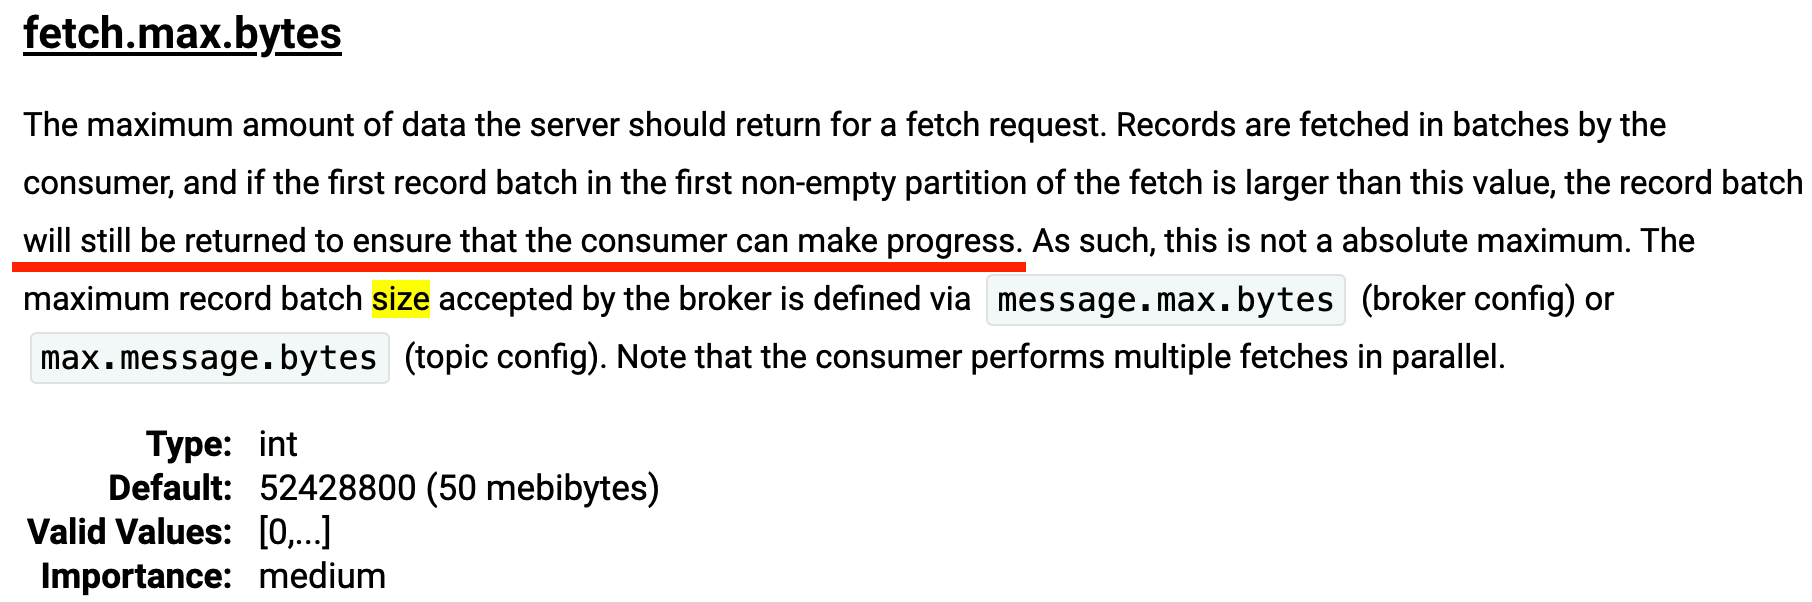 fetch.max.bytes
The maximum amount of data the server should return for a fetch request. Records are fetched in batches by the
consumer, and if the first record batch in the first non-empty partition of the fetch is larger than this value, the record batch
will still be returned to ensure that the consumer can make progress. As such, this is not a absolute maximum. The
maximum record batch size accepted by the broker is defined via message.max.bytes (broker config) or
max.message.bytes (topic config). Note that the consumer performs multiple fetches in parallel.
Type: int
Default: 52428800 (50 mebibytes)
Valid Values: [0,...]
Importance: medium